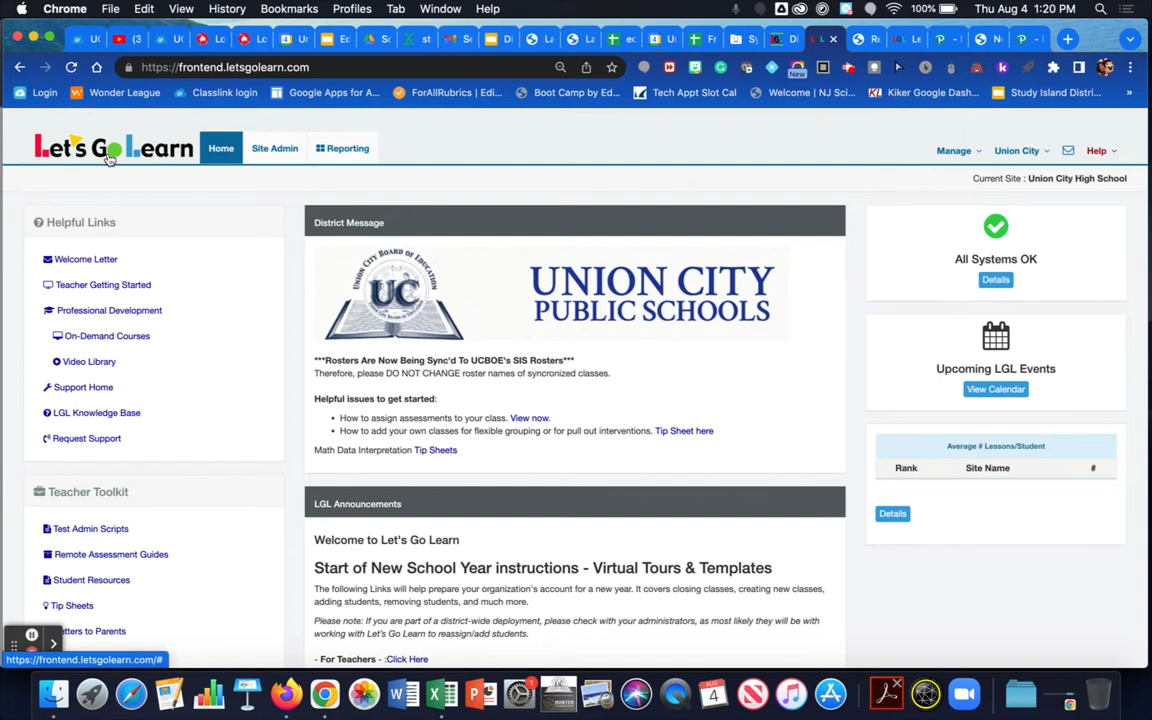 Chrome File Edit View History Bookmarks Profiles Tab Window Help 100% Thu Aug 4 1:20 PM
https://frontend.letsgolearn.com
New
Login Wonder League Classlink login Google Apps for A... ForAllRubrics | Edi... Boot Camp by Ed... Tech Appt Slot Cal Welcome | NJ Sci... Kiker Google Dash... Study Island Distri... »
Let's Go Learn Home Site Admin Reporting Manage Union City Help
Current Site : Union City High School
Helpful Links
Welcome Letter
Teacher Getting Started
Professional Development
On-Demand Courses
Video Library
Support Home
LGL Knowledge Base
Request Support
Teacher Toolkit
Test Admin Scripts
Remote Assessment Guides
Student Resources
Tip Sheets
etters to Parents
https://frontend.letsgolearn.com/#
District Message
UNION CITY BOARD OF EDUCATION
UC
UNION CITY
PUBLIC SCHOOLS
***Rosters Are Now Being Sync'd To UCBOE's SIS Rosters***
Therefore, please DO NOT CHANGE roster names of syncronized classes.
Helpful issues to get started:
• How to assign assessments to your class. View now.
• How to add your own classes for flexible grouping or for pull out interventions. Tip Sheet here
Math Data Interpretation Tip Sheets
LGL Announcements
Welcome to Let's Go Learn
Start of New School Year instructions - Virtual Tours & Templates
The following Links will help prepare your organization's account for a new year. It covers closing classes, creating new classes,
adding students, removing students, and much more.
Please note: If you are part of a district-wide deployment, please check with your administrators, as most likely they will be with
working with Let's Go Learn to reassign/add students.
- For Teachers - :Click Here
All Systems OK
Details
Upcoming LGL Events
View Calendar
Average # Lessons/Student
Rank Site Name #
Details